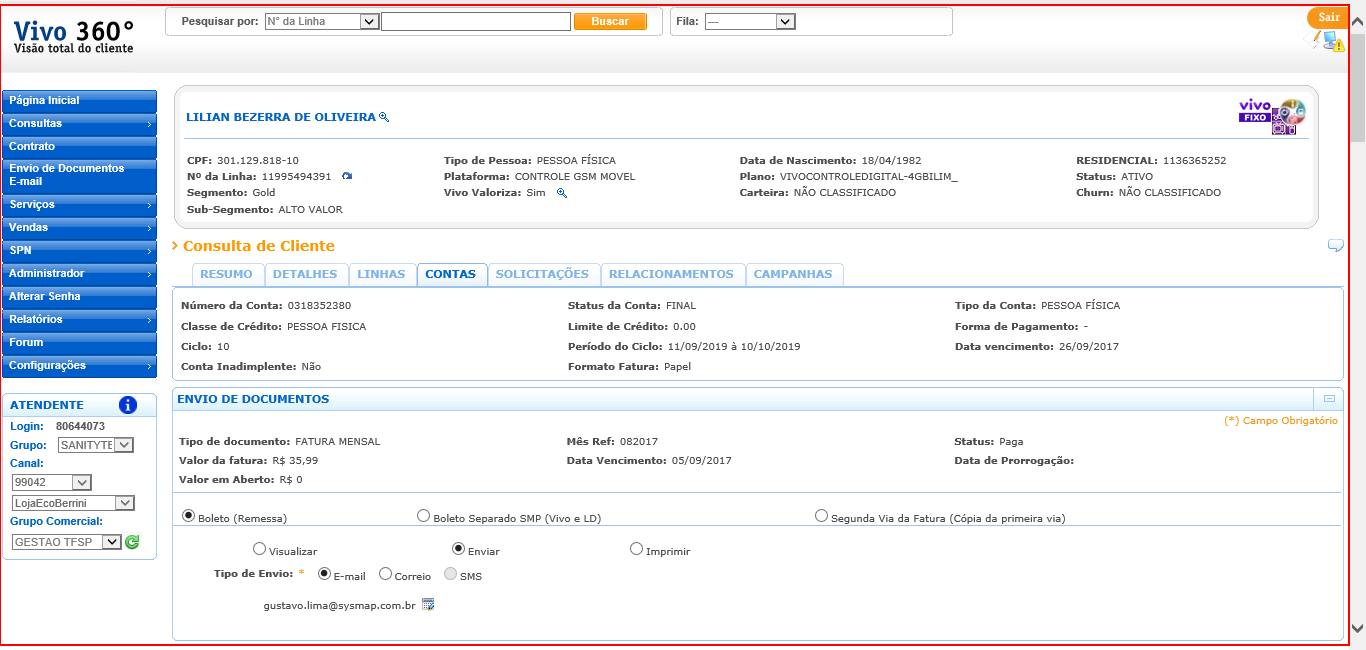 Vivo 360°
Visão total do cliente
Pesquisar por: N° da Linha Buscar Fila: --- Sair
Página Inicial
Consultas
Contrato
Envio de Documentos
E-mail
Serviços
Vendas
SPN
Administrador
Alterar Senha
Relatórios
Forum
Configurações
ATENDENTE
Login: 80644073
Grupo: SANITYTE
Canal:
99042
LojaEcoBerrini
Grupo Comercial:
GESTAO TFSP
LILIAN BEZERRA DE OLIVEIRA
vivo
FIXO
CPF: 301.129.818-10 Tipo de Pessoa: PESSOA FÍSICA Data de Nascimento: 18/04/1982 RESIDENCIAL: 1136365252
Nº da Linha: 11995494391 Plataforma: CONTROLE GSM MOVEL Plano: VIVOCONTROLEDIGITAL-4GBILIM_ Status: ATIVO
Segmento: Gold Vivo Valoriza: Sim Carteira: NÃO CLASSIFICADO Churn: NÃO CLASSIFICADO
Sub-Segmento: ALTO VALOR
Consulta de Cliente
RESUMO DETALHES LINHAS CONTAS SOLICITAÇÕES RELACIONAMENTOS CAMPANHAS
Número da Conta: 0318352380 Status da Conta: FINAL Tipo da Conta: PESSOA FÍSICA
Classe de Crédito: PESSOA FISICA Limite de Crédito: 0.00 Forma de Pagamento: -
Ciclo: 10 Período do Ciclo: 11/09/2019 à 10/10/2019 Data vencimento: 26/09/2017
Conta Inadimplente: Não Formato Fatura: Papel
ENVIO DE DOCUMENTOS
(*) Campo Obrigatório
Tipo de documento: FATURA MENSAL Mês Ref: 082017 Status: Paga
Valor da fatura: R$ 35,99 Data Vencimento: 05/09/2017 Data de Prorrogação:
Valor em Aberto: R$ 0
Boleto (Remessa) Boleto Separado SMP (Vivo e LD) Segunda Via da Fatura (Cópia da primeira via)
Visualizar Enviar Imprimir
Tipo de Envio: * E-mail Correio SMS
gustavo.lima@sysmap.com.br